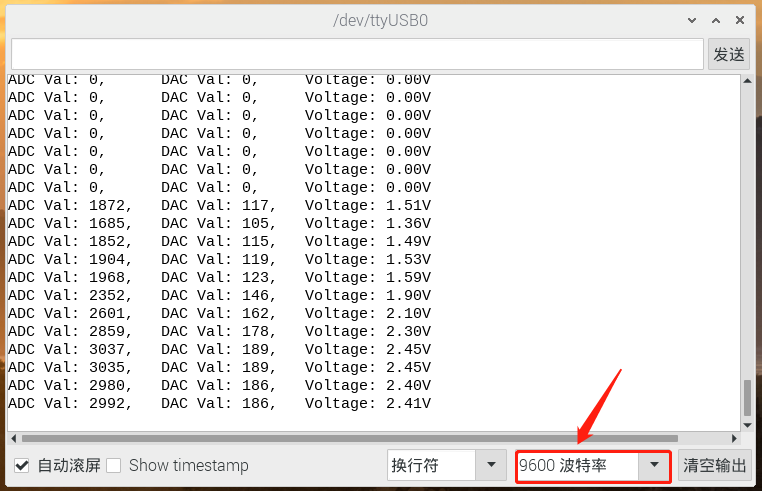 /dev/ttyUSB0
发送
ADC Val: 0, DAC Val: 0, Voltage: 0.00V
ADC Val: 0, DAC Val: 0, Voltage: 0.00V
ADC Val: 0, DAC Val: 0, Voltage: 0.00V
ADC Val: 0, DAC Val: 0, Voltage: 0.00V
ADC Val: 0, DAC Val: 0, Voltage: 0.00V
ADC Val: 0, DAC Val: 0, Voltage: 0.00V
ADC Val: 0, DAC Val: 0, Voltage: 0.00V
ADC Val: 1872, DAC Val: 117, Voltage: 1.51V
ADC Val: 1685, DAC Val: 105, Voltage: 1.36V
ADC Val: 1852, DAC Val: 115, Voltage: 1.49V
ADC Val: 1904, DAC Val: 119, Voltage: 1.53V
ADC Val: 1968, DAC Val: 123, Voltage: 1.59V
ADC Val: 2352, DAC Val: 146, Voltage: 1.90V
ADC Val: 2601, DAC Val: 162, Voltage: 2.10V
ADC Val: 2859, DAC Val: 178, Voltage: 2.30V
ADC Val: 3037, DAC Val: 189, Voltage: 2.45V
ADC Val: 3035, DAC Val: 189, Voltage: 2.45V
ADC Val: 2980, DAC Val: 186, Voltage: 2.40V
ADC Val: 2992, DAC Val: 186, Voltage: 2.41V
自动滚屏 Show timestamp 换行符 9600 波特率 清空输出